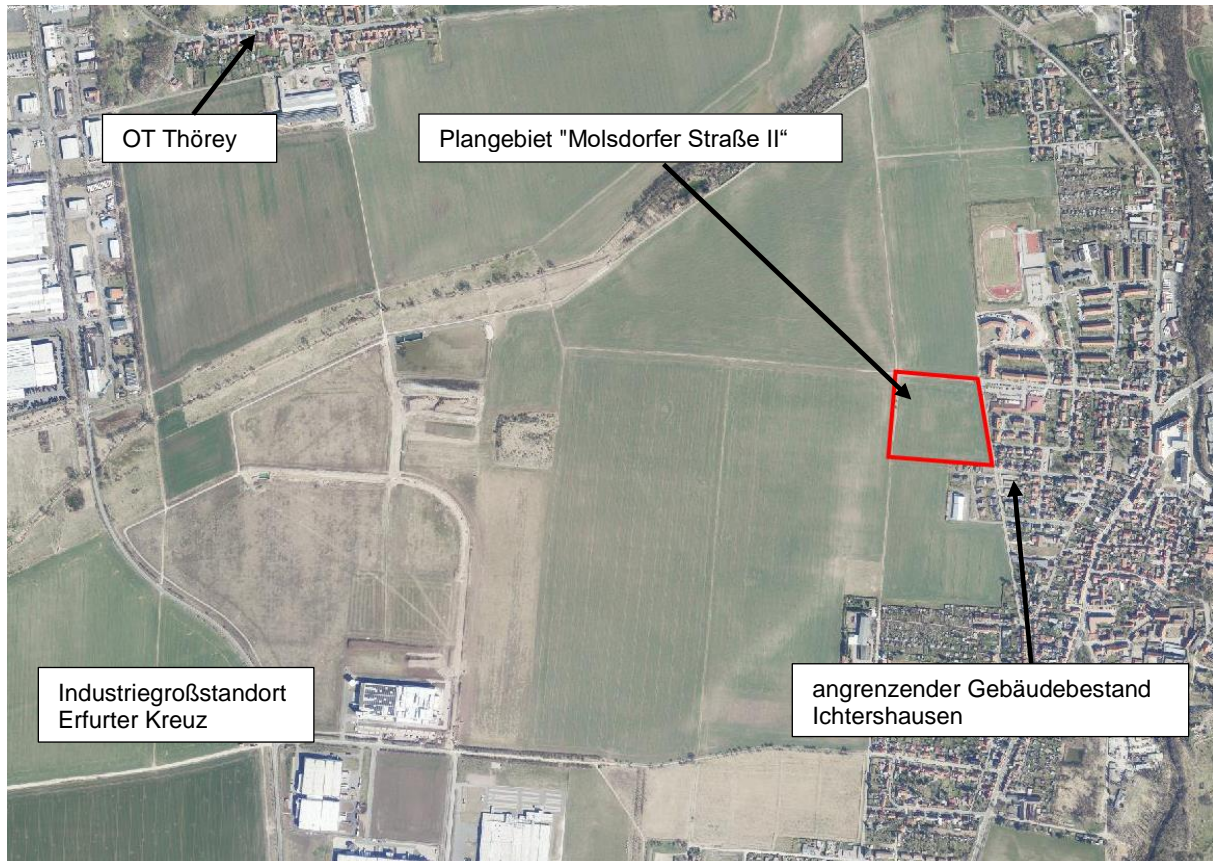 OT Thörey
Plangebiet "Molsdorfer Straße II“
Industriegroßstandort
Erfurter Kreuz
angrenzender Gebäudebestand
Ichtershausen